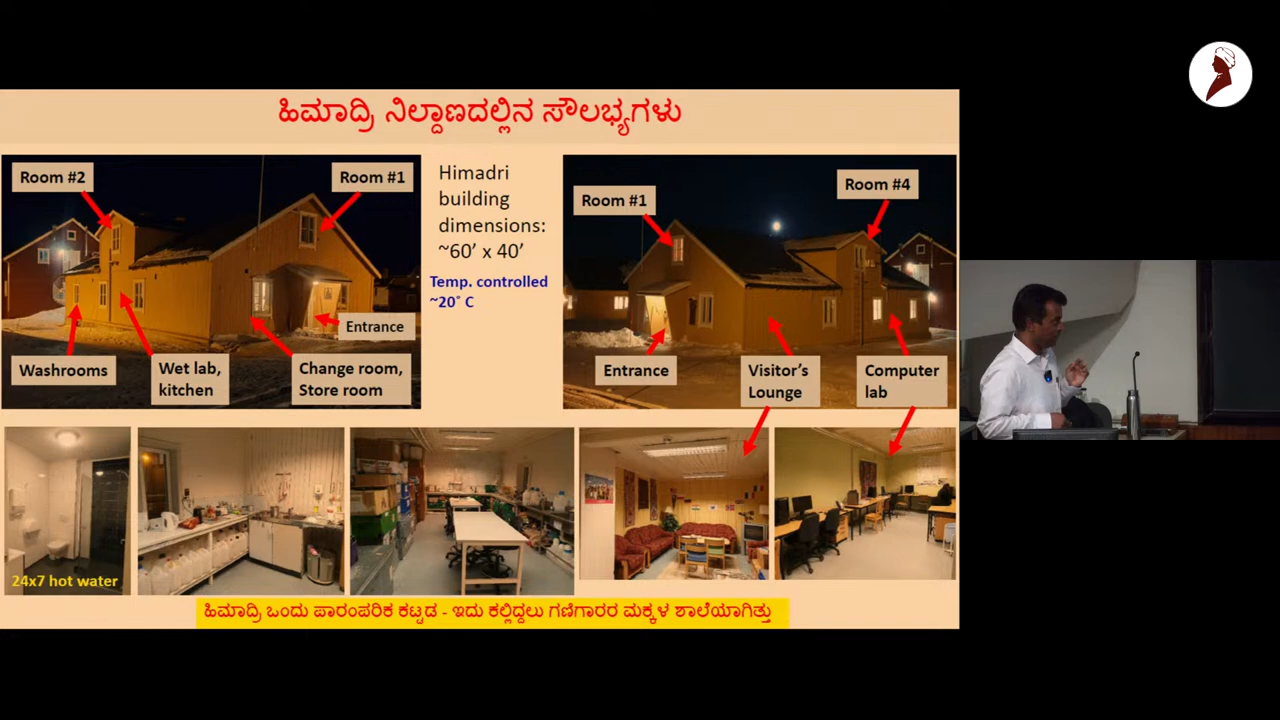 ಹಿಮಾದ್ರಿ ನಿಲ್ದಾಣದಲ್ಲಿನ ಸೌಲಭ್ಯಗಳು
Room #2
Room #1
Washrooms
Wet lab,
kitchen
Change room,
Store room
Entrance
Himadri
building
dimensions:
~60’ x 40’
Temp. controlled
~20˚ C
Room #1
Room #4
Entrance
Visitor’s
Lounge
Computer
lab
24x7 hot water
ಹಿಮಾದ್ರಿ ಒಂದು ಪಾರಂಪರಿಕ ಕಟ್ಟಡ - ಇದು ಕಲ್ಲಿದ್ದಲು ಗಣಿಗಾರರ ಮಕ್ಕಳ ಶಾಲೆಯಾಗಿತ್ತು